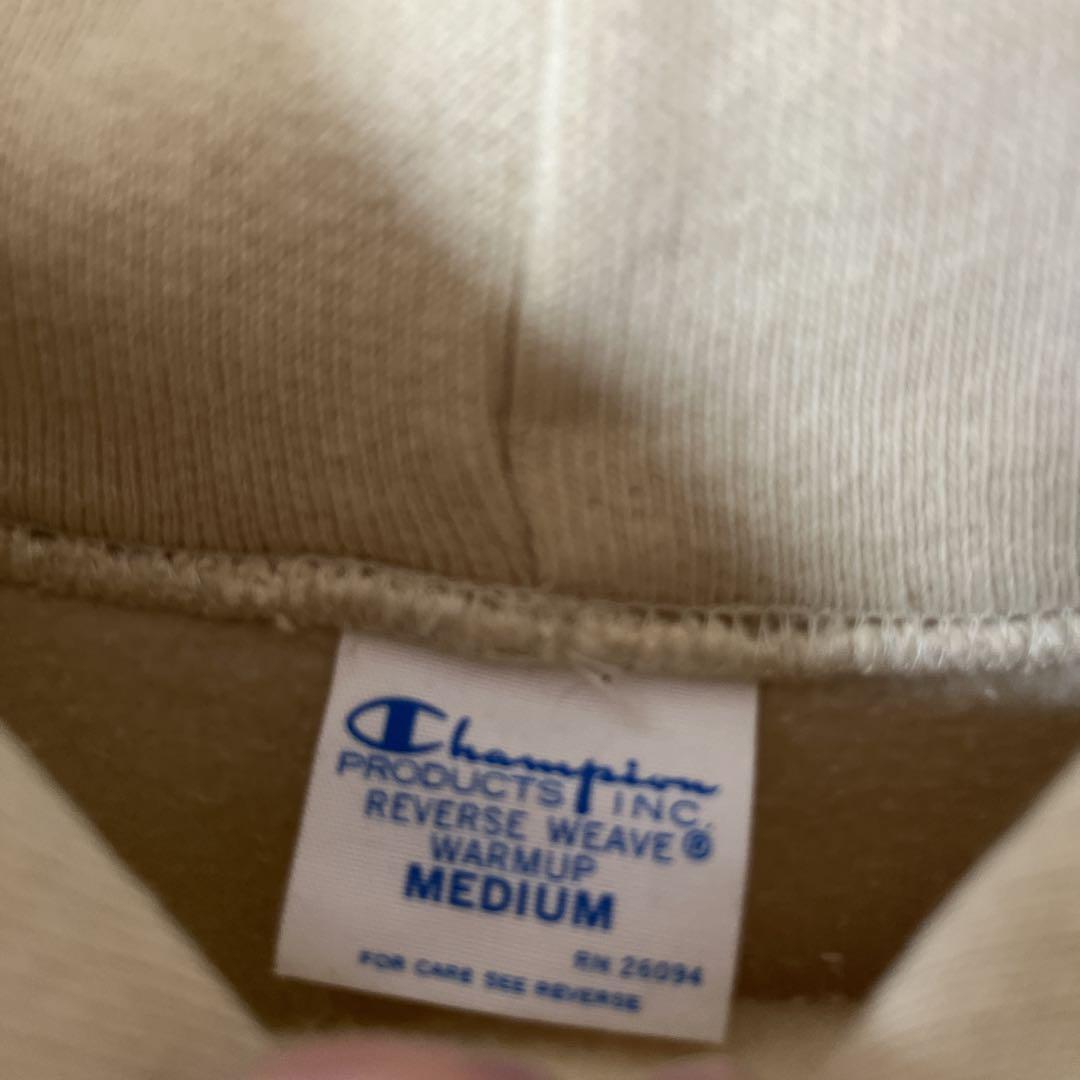 Champion
PRODUCTS INC.
REVERSE WEAVE®
WARMUP
MEDIUM
RN 26094
FOR CARE SEE REVERSE